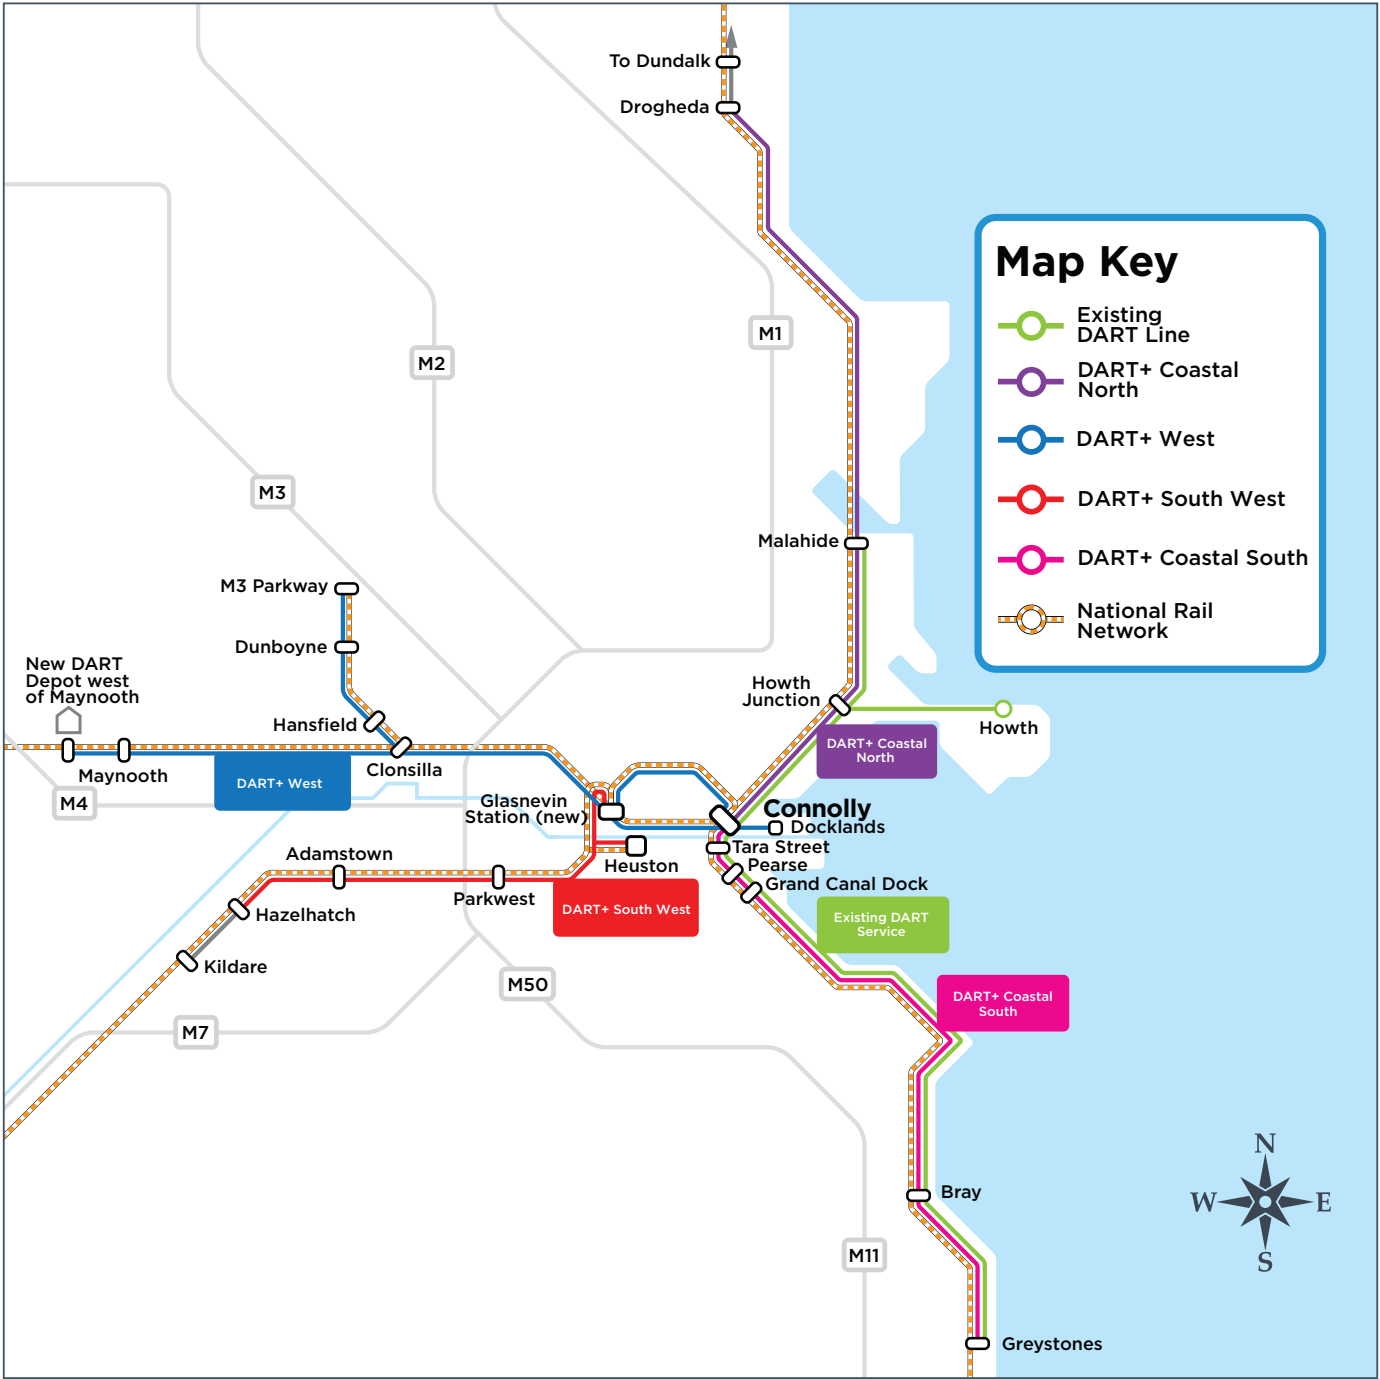 To Dundalk
Drogheda
Map Key
Existing
DART Line
DART+ Coastal
North
DART+ West
DART+ South West
DART+ Coastal South
National Rail
Network
M1
M2
M3
Malahide
M3 Parkway
Dunboyne
New DART
Depot west
of Maynooth
Hansfield
Howth
Junction
Howth
DART+ Coastal
North
Maynooth
Clonsilla
DART+ West
M4
Glasnevin
Station (new)
Connolly
Docklands
Tara Street
Pearse
Grand Canal Dock
Heuston
Adamstown
Parkwest
Hazelhatch
DART+ South West
Existing DART
Service
Kildare
M50
DART+ Coastal
South
M7
N
W
E
S
Bray
M11
Greystones